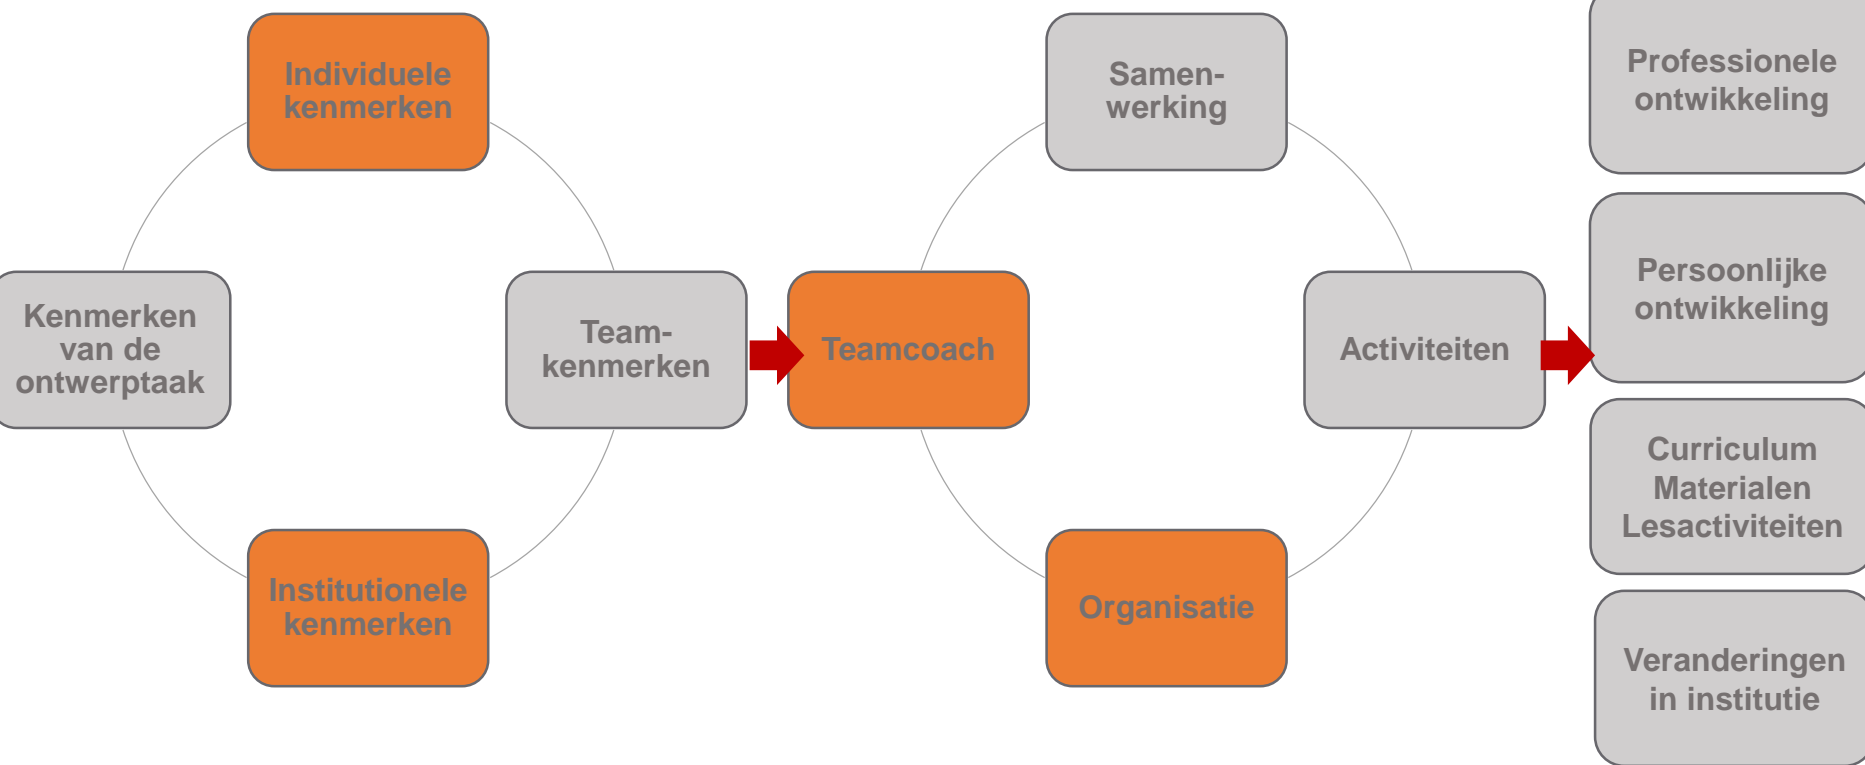 Individuele
kenmerken
Kenmerken
van de
ontwerptaak
Team-
kenmerken
Institutionele
kenmerken
Samen-
werking
Teamcoach
Activiteiten
Organisatie
Professionele
ontwikkeling
Persoonlijke
ontwikkeling
Curriculum
Materialen
Lesactiviteiten
Veranderingen
in institutie